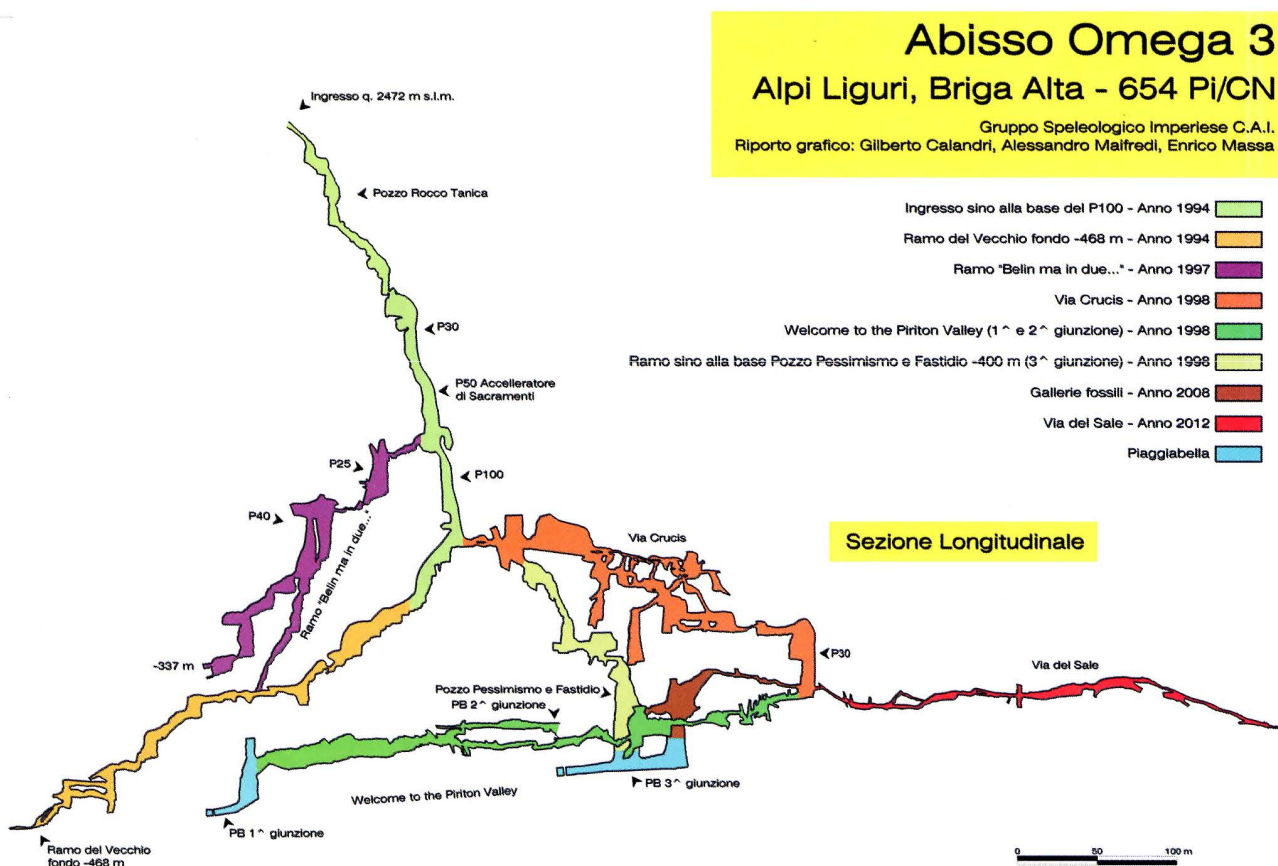 Abisso Omega 3
Alpi Liguri, Briga Alta - 654 Pi/CN
Gruppo Speleologico Imperiese C.A.I.
Riporto grafico: Gilberto Calandri, Alessandro Maifredi, Enrico Massa
Ingresso q. 2472 m s.l.m.
Pozzo Rocco Tanica
Ingresso sino alla base del P100 - Anno 1994
Ramo del Vecchio fondo -468 m - Anno 1994
Ramo "Belin ma in due..." - Anno 1997
Via Crucis - Anno 1998
Welcome to the Piriton Valley (1^ e 2^ giunzione) - Anno 1998
Ramo sino alla base Pozzo Pessimismo e Fastidio -400 m (3^ giunzione) - Anno 1998
Gallerie fossili - Anno 2008
Via del Sale - Anno 2012
Piaggiabella
P30
P50 Accelleratore
di Sacramenti
P25
P100
P40
Ramo "Belin ma in due..."
Via Crucis
Sezione Longitudinale
-337 m
P30
Via del Sale
Pozzo Pessimismo e Fastidio
PB 2^ giunzione
PB 3^ giunzione
Welcome to the Piriton Valley
PB 1^ giunzione
Ramo del Vecchio
fondo -468 m
0 50 100 m